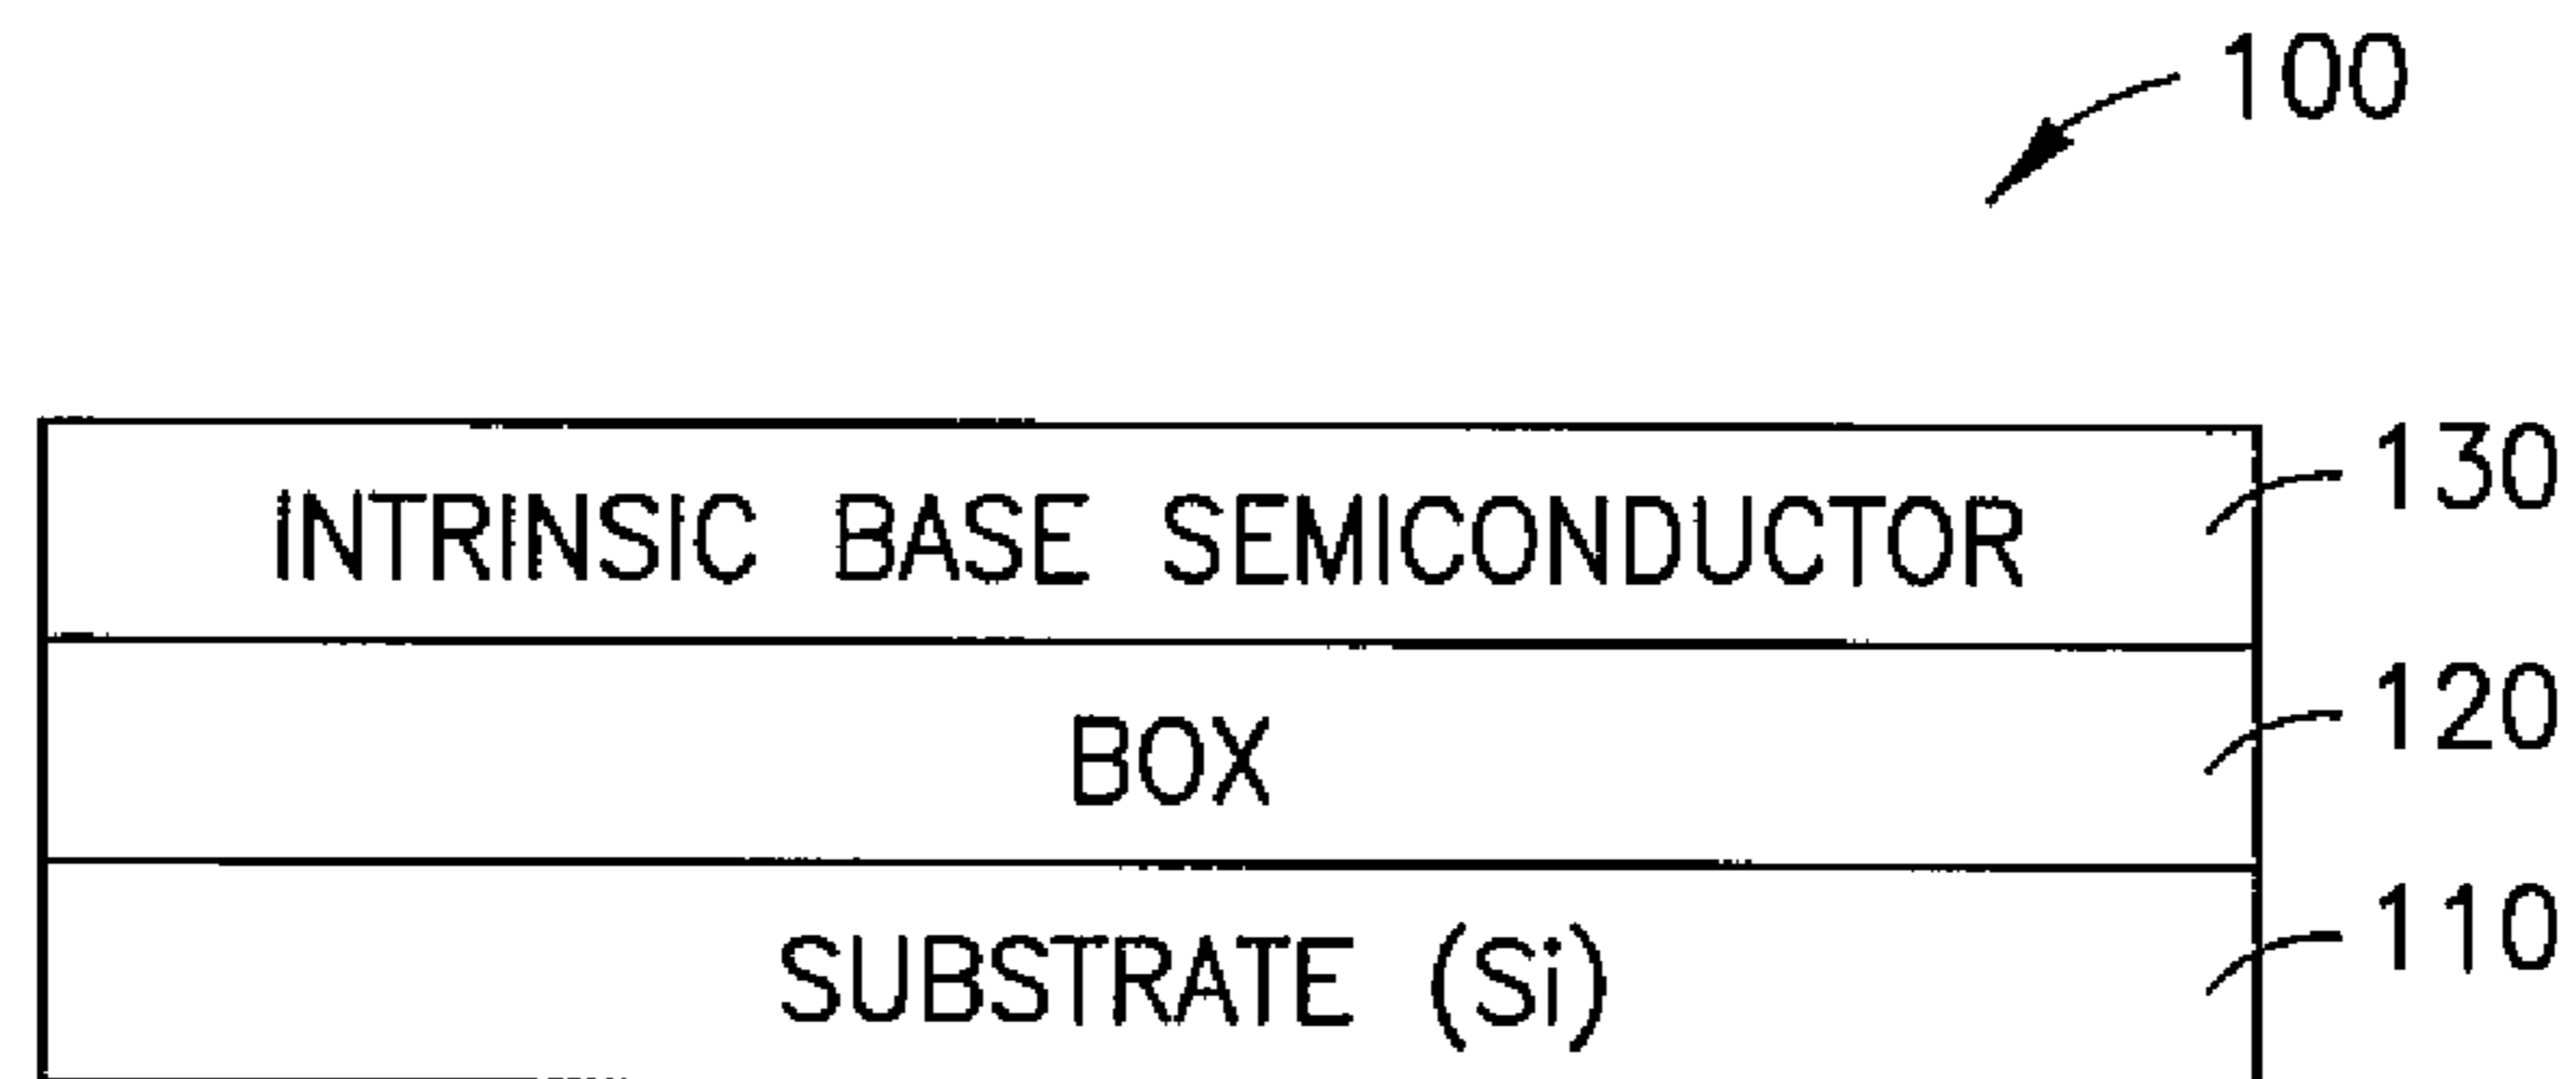 100
INTRINSIC BASE SEMICONDUCTOR 130
BOX 120
SUBSTRATE (Si) 110